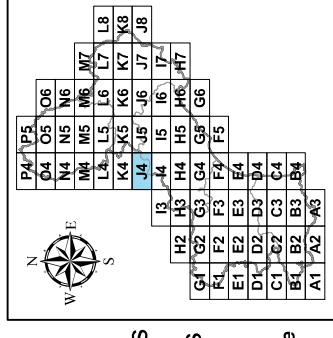 N
W E
S
P4 P5
O4 O5 O6
N4 N5 N6
M4 M5 M6 M7
L4 L5 L6 L7 L8
K4 K5 K6 K7 K8
J4 J5 J6 J7 J8
I3 I4 I5 I6 I7
H2 H3 H4 H5 H6 H7
G1 G2 G3 G4 G5 G6
F1 F2 F3 F4 F5
E1 E2 E3 E4
D1 D2 D3 D4
C1 C2 C3 C4
B1 B2 B3 B4
A1 A2 A3